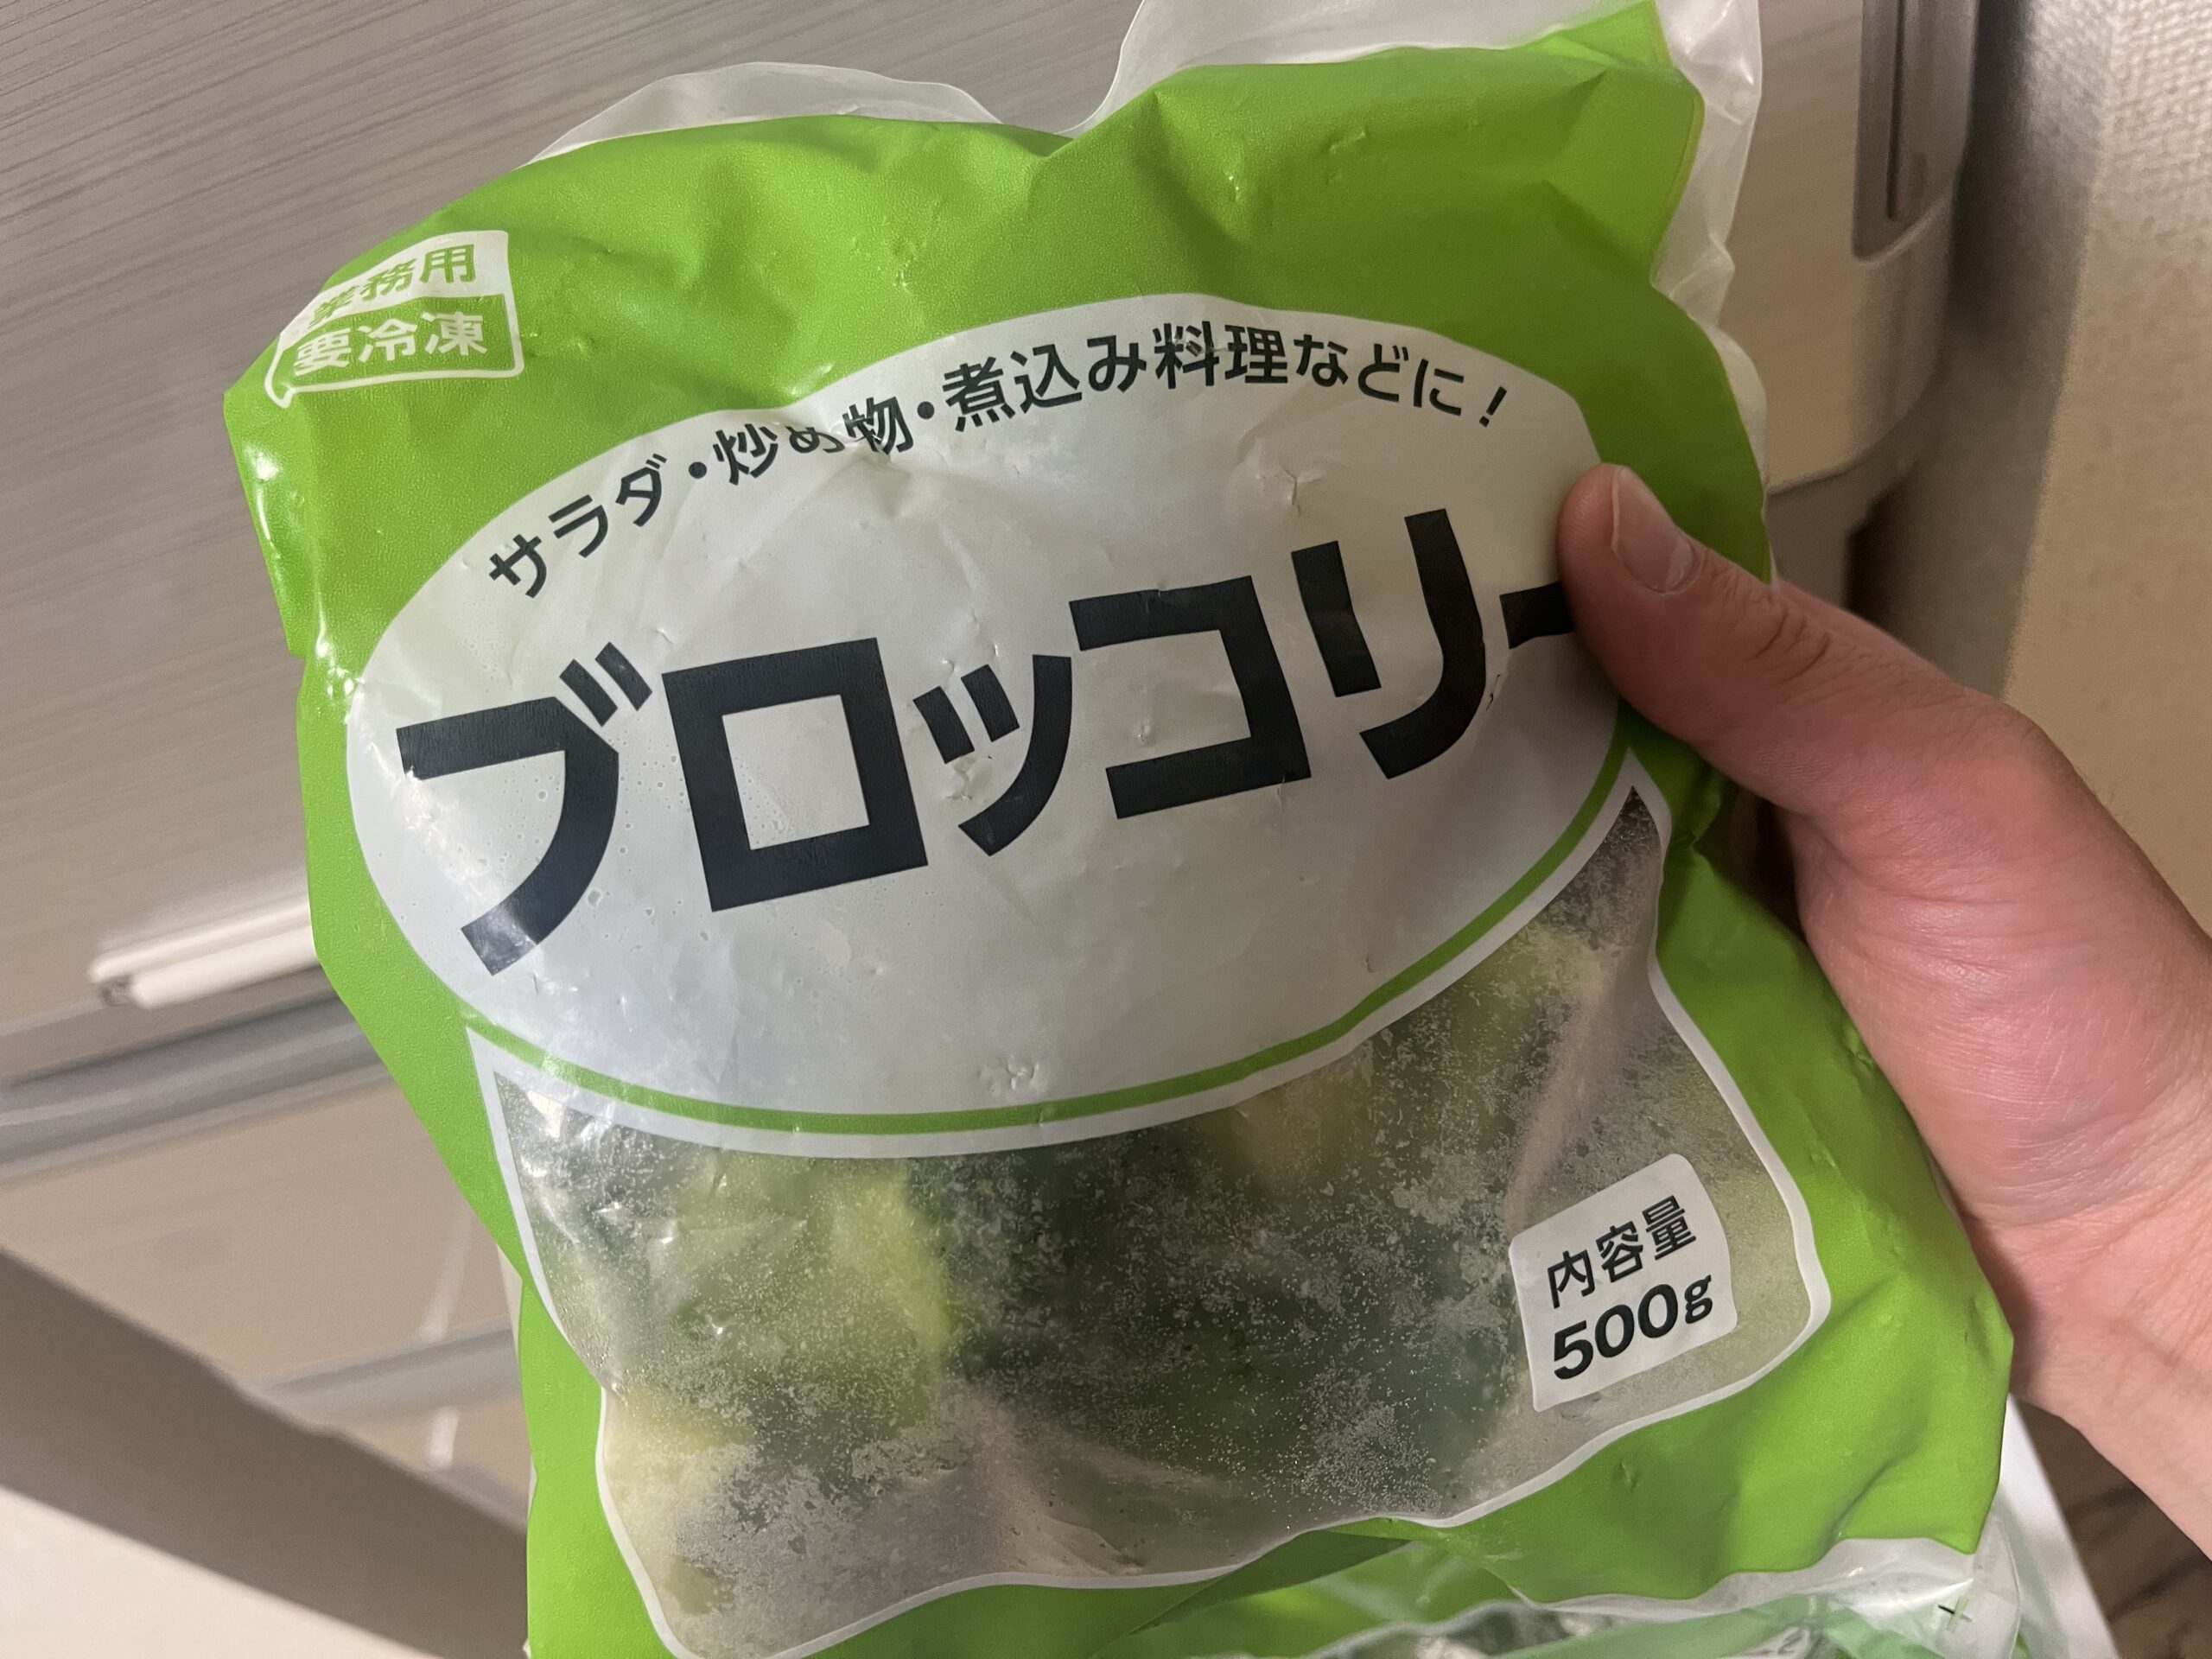 業務用
要冷凍
サラダ・炒め物・煮込み料理などに！
ブロッコリー
内容量
500g